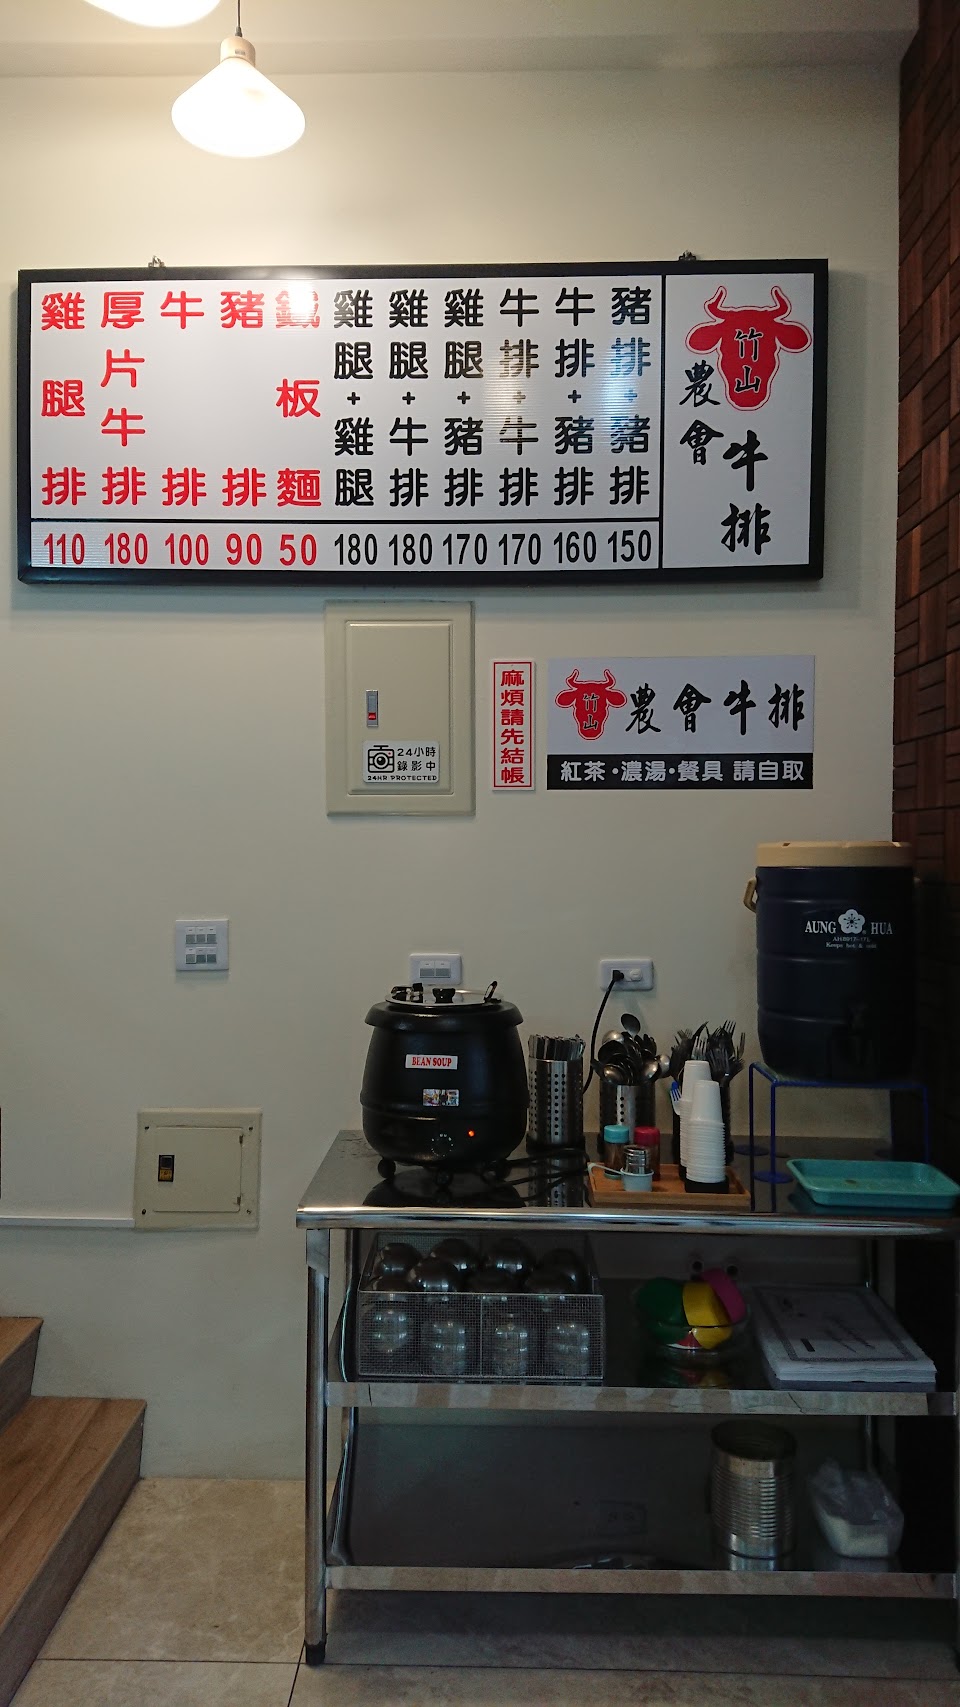 竹山
農會
牛排
豬排+豬排 150
牛排+豬排 160
牛排+牛排 170
雞腿+豬排 170
雞腿+牛排 180
雞腿+雞腿 180
鐵板麵 50
豬排 90
牛排 100
厚片牛排 180
雞腿排 110
24小時
錄影中
24HR PROTECTED
麻煩請先結帳
竹山
農會牛排
紅茶·濃湯·餐具 請自取
AUNG HUA
Keeps hot & cold
BEAN SOUP